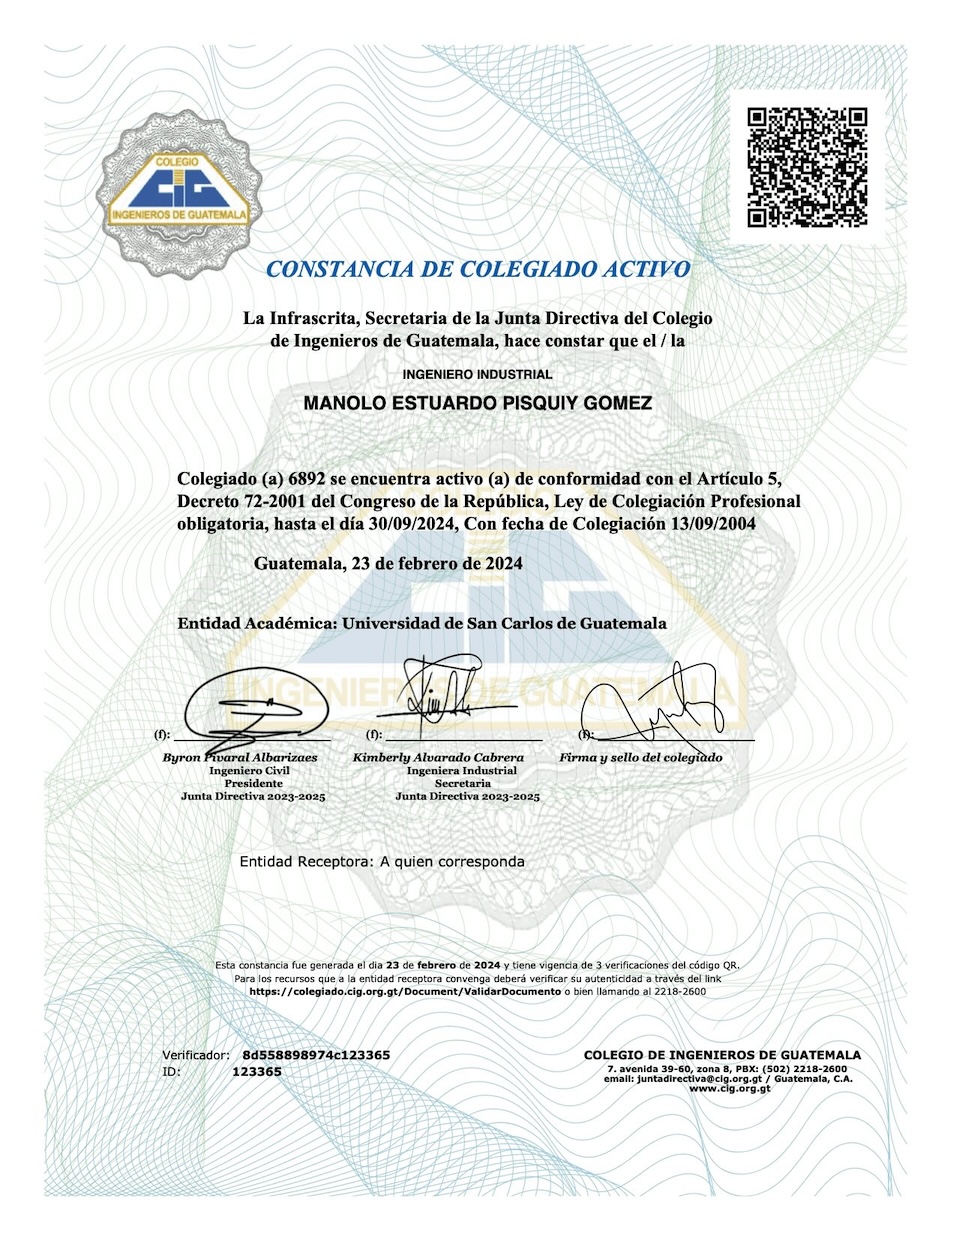 COLEGIO
CIG
INGENIEROS DE GUATEMALA
CONSTANCIA DE COLEGIADO ACTIVO
La Infrascrita, Secretaria de la Junta Directiva del Colegio
de Ingenieros de Guatemala, hace constar que el / la
INGENIERO INDUSTRIAL
MANOLO ESTUARDO PISQUIY GOMEZ
Colegiado (a) 6892 se encuentra activo (a) de conformidad con el Artículo 5,
Decreto 72-2001 del Congreso de la República, Ley de Colegiación Profesional
obligatoria, hasta el día 30/09/2024, Con fecha de Colegiación 13/09/2004
Guatemala, 23 de febrero de 2024
Entidad Académica: Universidad de San Carlos de Guatemala
CIG
INGENIEROS DE GUATEMALA
(f): (f): (f):
Byron Pivaral Albarizaes Kimberly Alvarado Cabrera Firma y sello del colegiado
Ingeniero Civil Ingeniera Industrial
Presidente Secretaria
Junta Directiva 2023-2025 Junta Directiva 2023-2025
Entidad Receptora: A quien corresponda
Esta constancia fue generada el dia 23 de febrero de 2024 y tiene vigencia de 3 verificaciones del código QR.
Para los recursos que a la entidad receptora convenga deberá verificar su autenticidad a través del link
https://colegiado.cig.org.gt/Document/ValidarDocumento o bien llamando al 2218-2600
Verificador: 8d558898974c123365
ID: 123365
COLEGIO DE INGENIEROS DE GUATEMALA
7. avenida 39-60, zona 8, PBX: (502) 2218-2600
email: juntadirectiva@cig.org.gt / Guatemala, C.A.
www.cig.org.gt